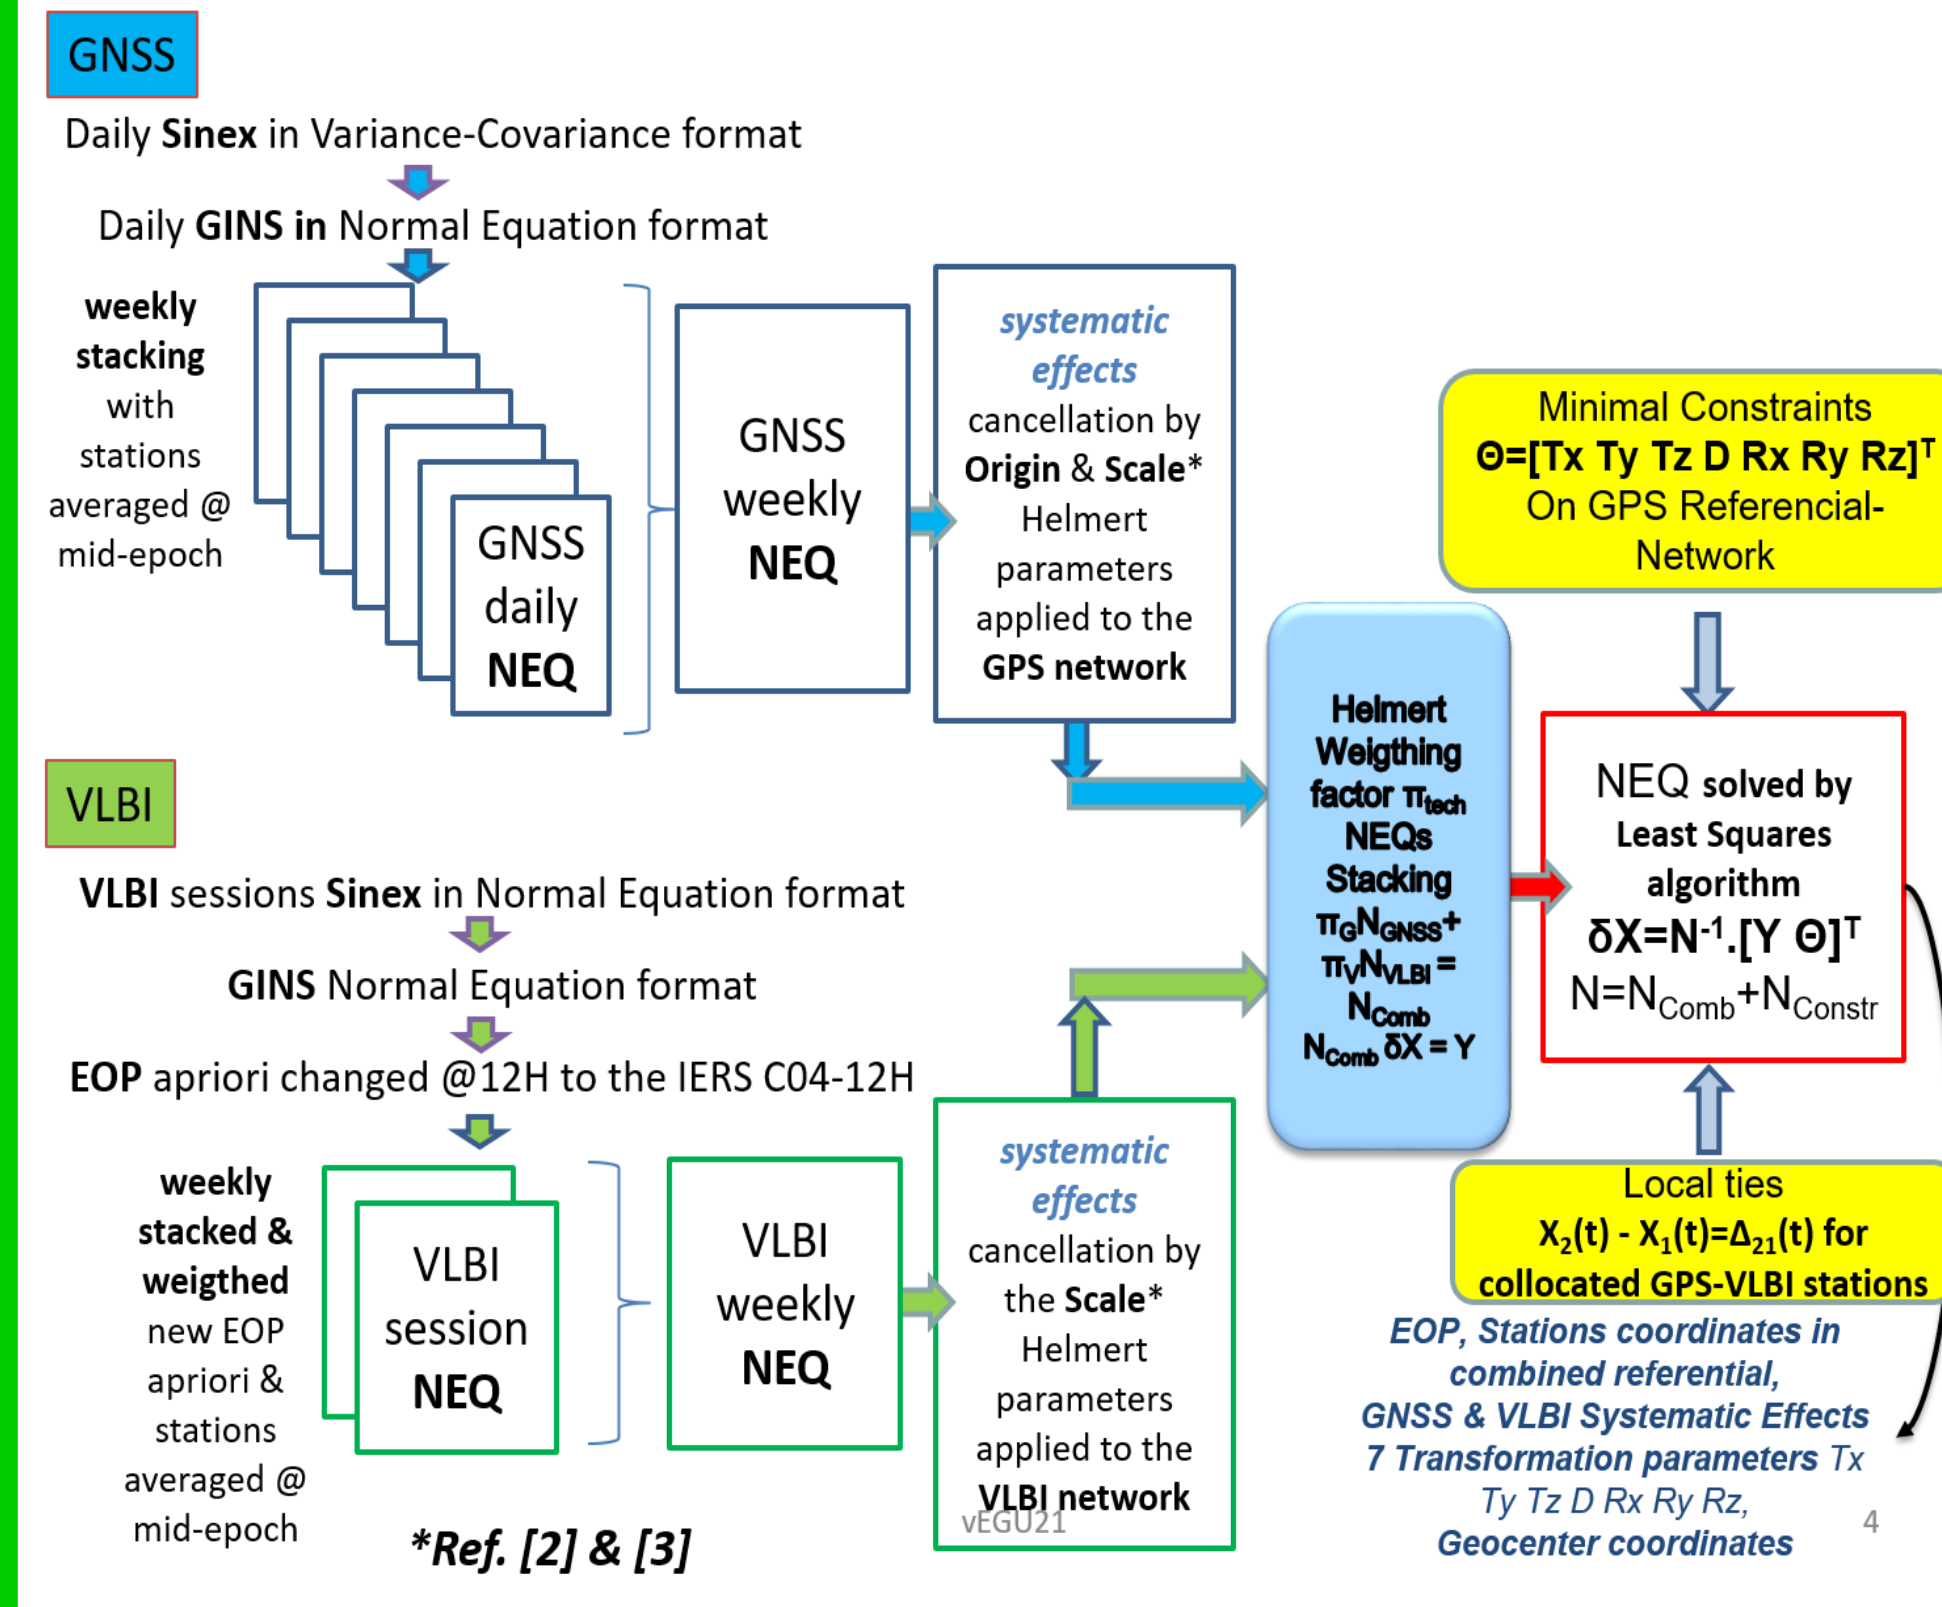 GNSS
Daily Sinex in Variance-Covariance format
Daily GINS in Normal Equation format
weekly
stacking
with
stations
averaged @
mid-epoch
GNSS
daily
NEQ
GNSS
weekly
NEQ
systematic
effects
cancellation by
Origin & Scale*
Helmert
parameters
applied to the
GPS network
VLBI
VLBI sessions Sinex in Normal Equation format
GINS Normal Equation format
EOP apriori changed @12H to the IERS C04-12H
weekly
stacked &
weigthed
new EOP
apriori &
stations
averaged @
mid-epoch
VLBI
session
NEQ
VLBI
weekly
NEQ
systematic
effects
cancellation by
the Scale*
Helmert
parameters
applied to the
VLBI network
Helmert
Weigthing
factor πtech
NEQs
Stacking
πGNGNSS+
πVNVLBI =
NComb
NComb δX = Y
Minimal Constraints
Θ=[Tx Ty Tz D Rx Ry Rz]ᵀ
On GPS Referencial-
Network
NEQ solved by
Least Squares
algorithm
δX=N⁻¹.[Y Θ]ᵀ
N=NComb+NConstr
Local ties
X₂(t) - X₁(t)=Δ₂₁(t) for
collocated GPS-VLBI stations
EOP, Stations coordinates in
combined referential,
GNSS & VLBI Systematic Effects
7 Transformation parameters Tx
Ty Tz D Rx Ry Rz,
Geocenter coordinates
*Ref. [2] & [3]
vEGU21
4